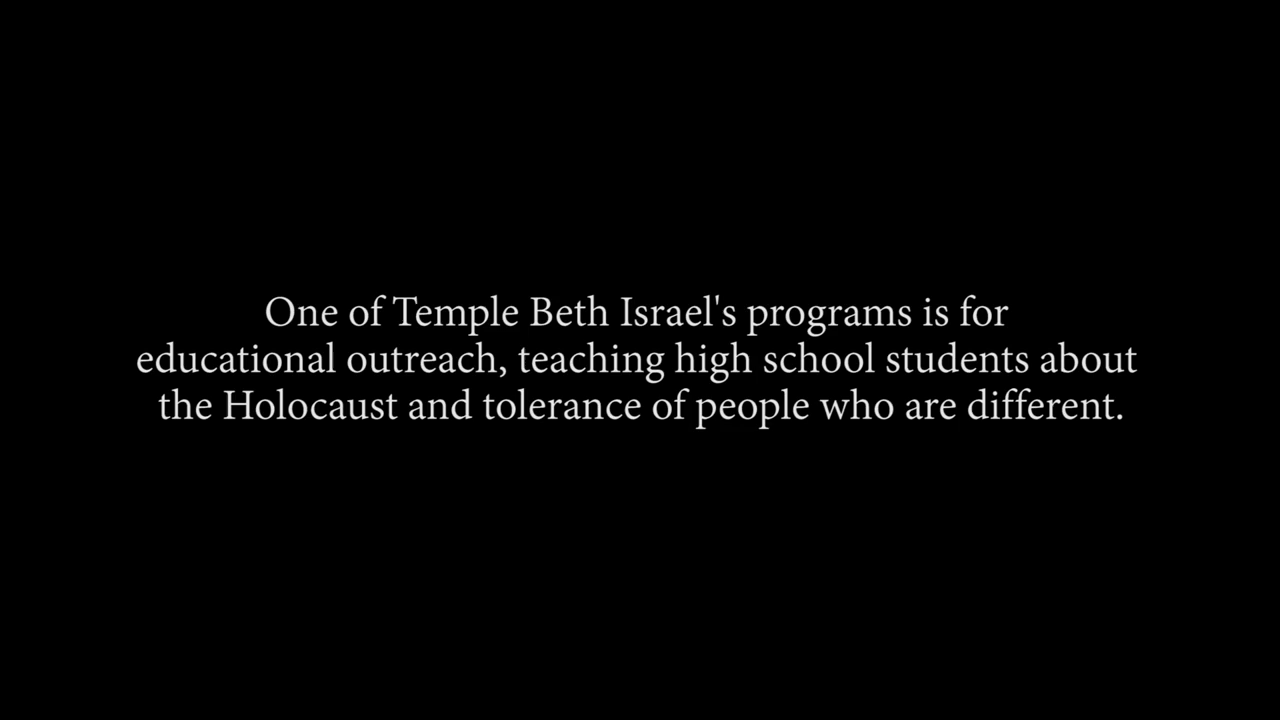 One of Temple Beth Israel's programs is for
educational outreach, teaching high school students about
the Holocaust and tolerance of people who are different.